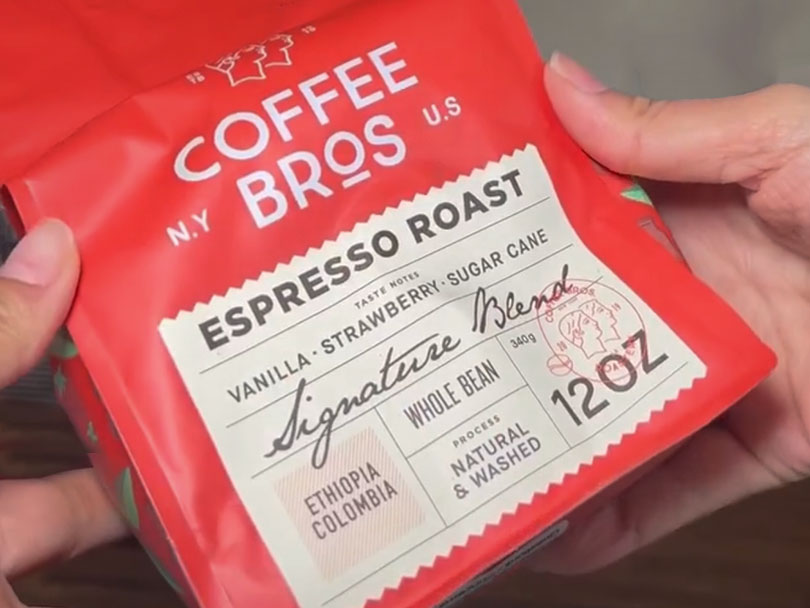 COFFEE
BROS
N.Y
U.S
ESPRESSO ROAST
TASTE NOTES
VANILLA · STRAWBERRY · SUGAR CANE
Signature Blend
ETHIOPIA
COLOMBIA
WHOLE BEAN
PROCESS
NATURAL
& WASHED
340g
12OZ